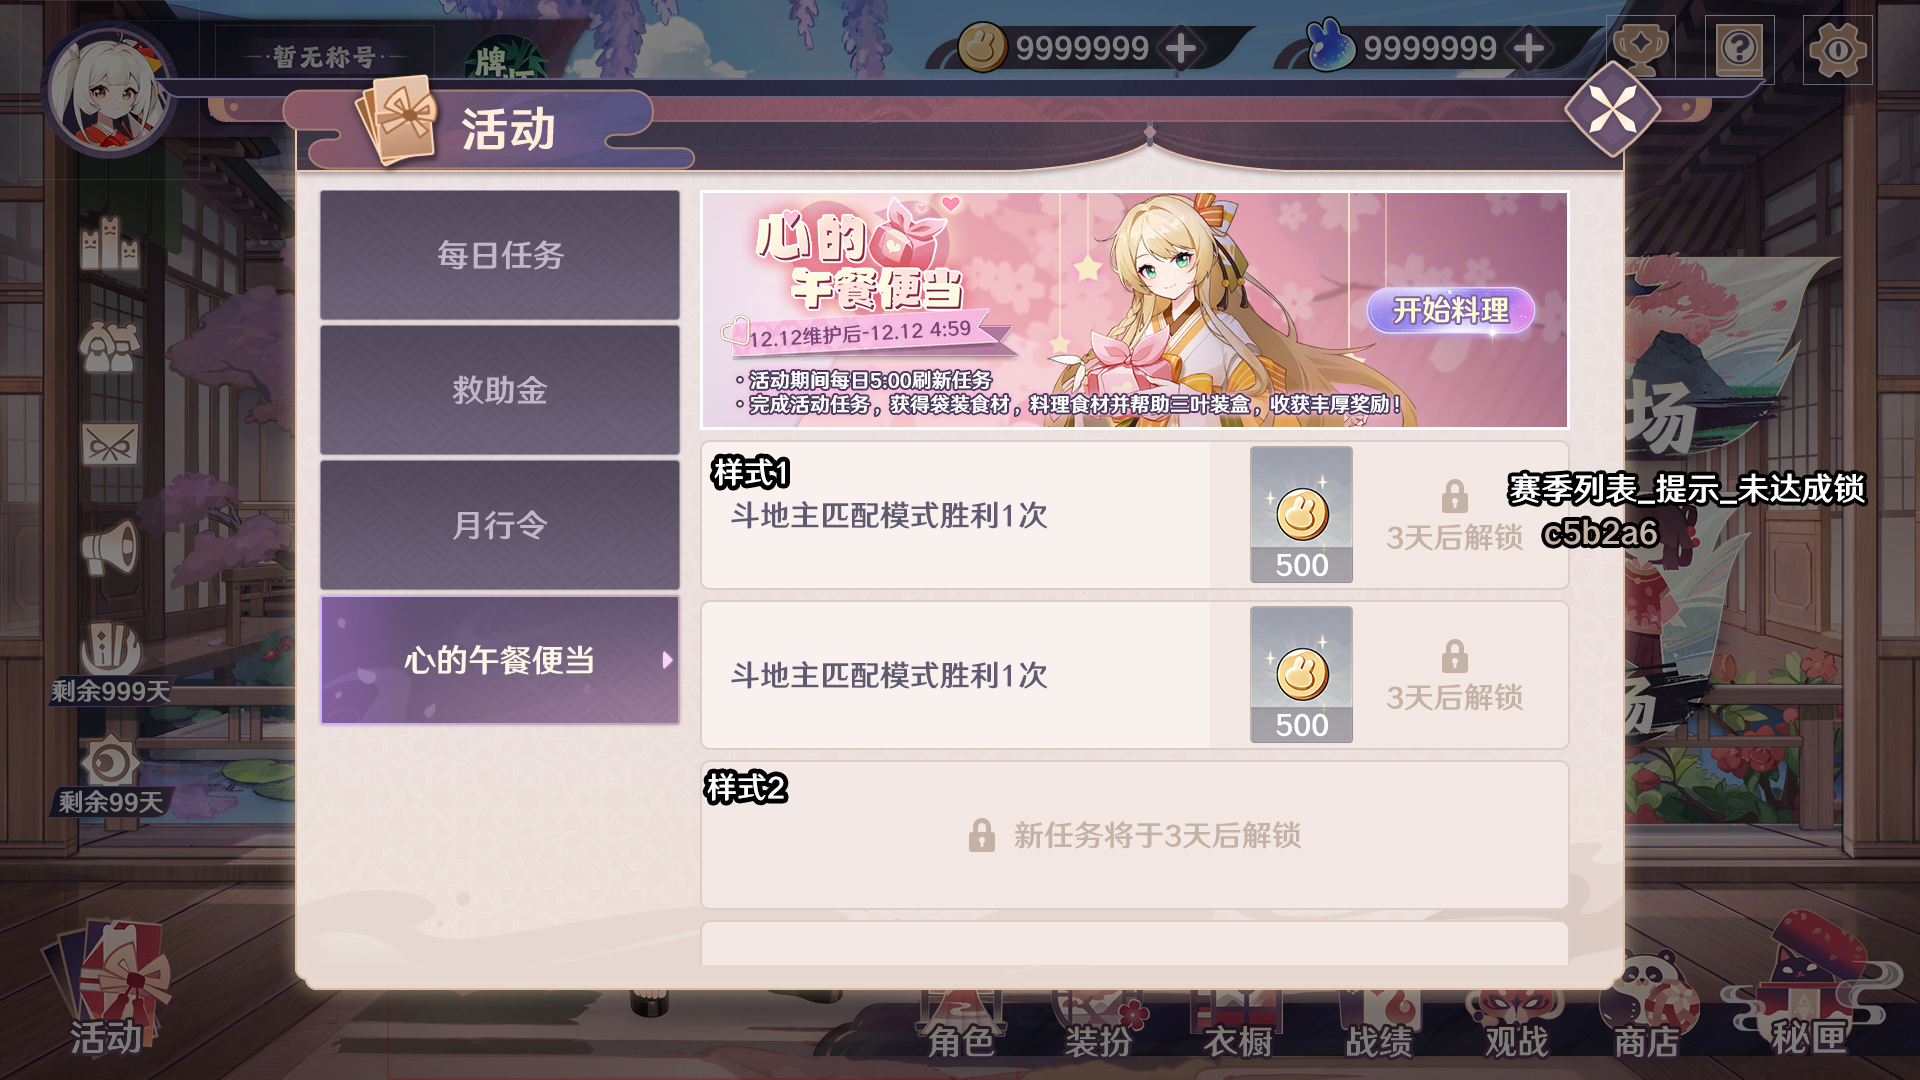 ·暂无称号·
牌
9999999
9999999
活动
每日任务
救助金
月行令
心的午餐便当
心的
午餐便当
12.12维护后-12.12 4:59
·活动期间每日5:00刷新任务
·完成活动任务，获得袋装食材，料理食材并帮助三叶装盒，收获丰厚奖励！
开始料理
样式1
斗地主匹配模式胜利1次
500
3天后解锁
赛季列表_提示_未达成锁
c5b2a6
斗地主匹配模式胜利1次
500
3天后解锁
样式2
新任务将于3天后解锁
场
场
剩余999天
剩余99天
活动
角色
装扮
衣橱
战绩
观战
商店
秘匣